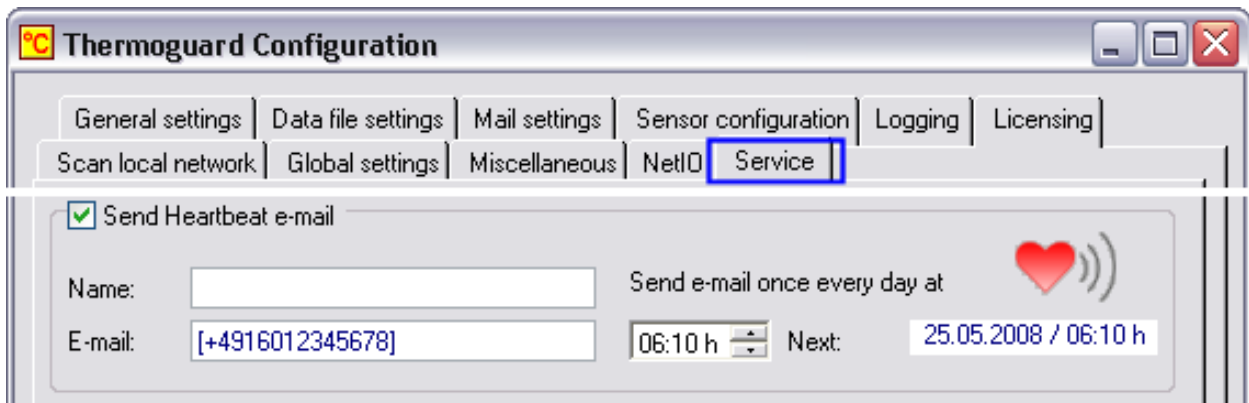 °C Thermoguard Configuration
General settings Data file settings Mail settings Sensor configuration Logging Licensing
Scan local network Global settings Miscellaneous NetIO Service
Send Heartbeat e-mail
Name: Send e-mail once every day at
E-mail: [+4916012345678] 06:10 h Next: 25.05.2008 / 06:10 h